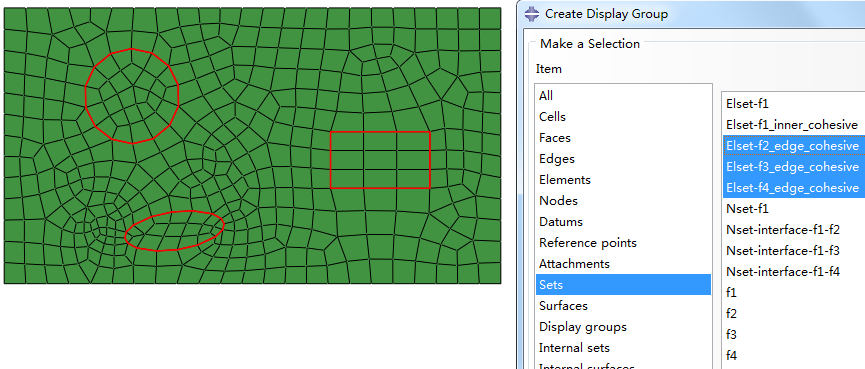 Create Display Group
Make a Selection
Item
All
Cells
Faces
Edges
Elements
Nodes
Datums
Reference points
Attachments
Sets
Surfaces
Display groups
Internal sets
Internal surfaces
Elset-f1
Elset-f1_inner_cohesive
Elset-f2_edge_cohesive
Elset-f3_edge_cohesive
Elset-f4_edge_cohesive
Nset-f1
Nset-interface-f1-f2
Nset-interface-f1-f3
Nset-interface-f1-f4
f1
f2
f3
f4